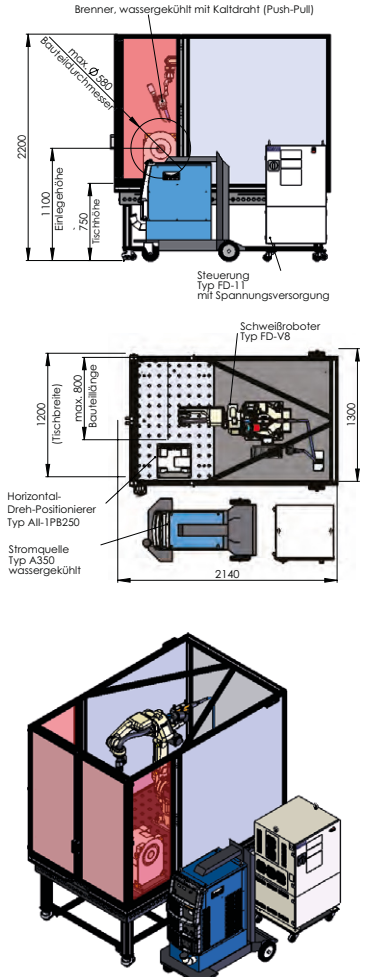 Brenner, wassergekühlt mit Kaltdraht (Push-Pull)
max. Ø 580
Bauteildurchmesser
2200
1100
Einlegehöhe
750
Tischhöhe
Steuerung
Typ FD-11
mit Spannungsversorgung
Schweißroboter
Typ FD-V8
1200
(Tischbreite)
max. 800
Bauteillänge
1300
Horizontal-
Dreh-Positionierer
Typ AII-1PB250
Stromquelle
Typ A350
wassergekühlt
2140